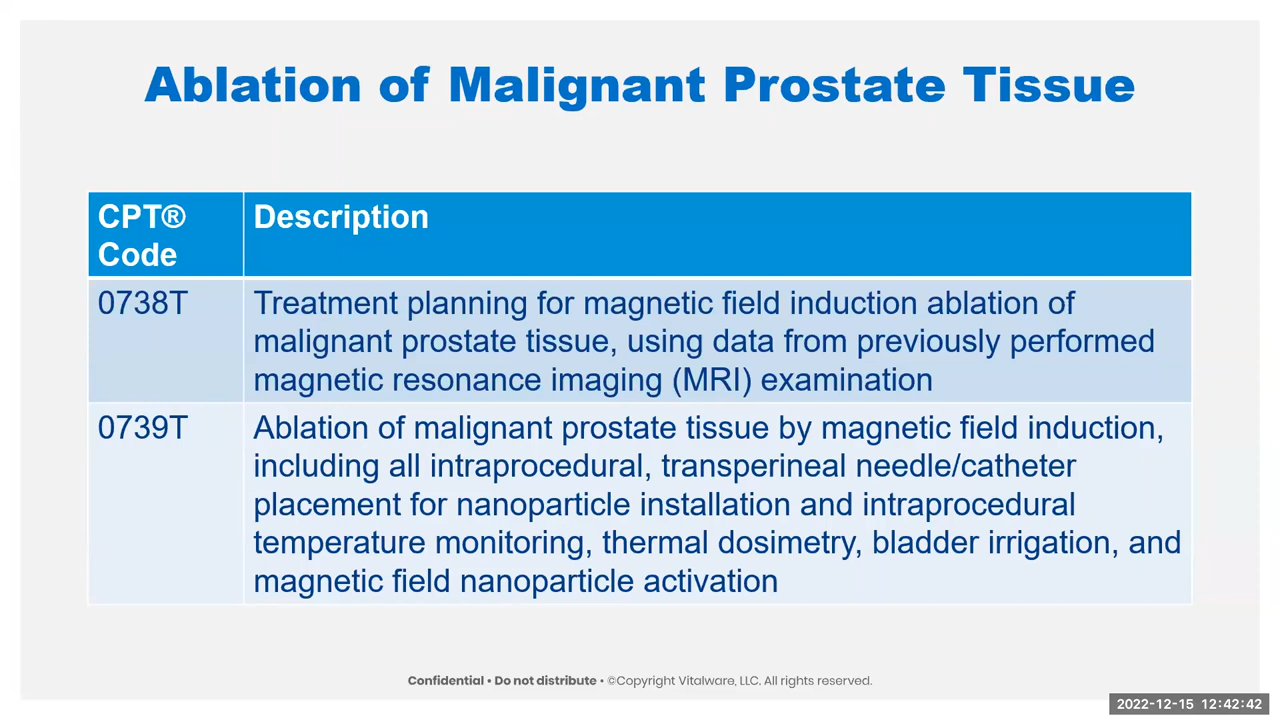 Ablation of Malignant Prostate Tissue
CPT® Code
Description
0738T
Treatment planning for magnetic field induction ablation of
malignant prostate tissue, using data from previously performed
magnetic resonance imaging (MRI) examination
0739T
Ablation of malignant prostate tissue by magnetic field induction,
including all intraprocedural, transperineal needle/catheter
placement for nanoparticle installation and intraprocedural
temperature monitoring, thermal dosimetry, bladder irrigation, and
magnetic field nanoparticle activation
Confidential • Do not distribute • ©Copyright Vitalware, LLC. All rights reserved.
2022-12-15 12:42:42